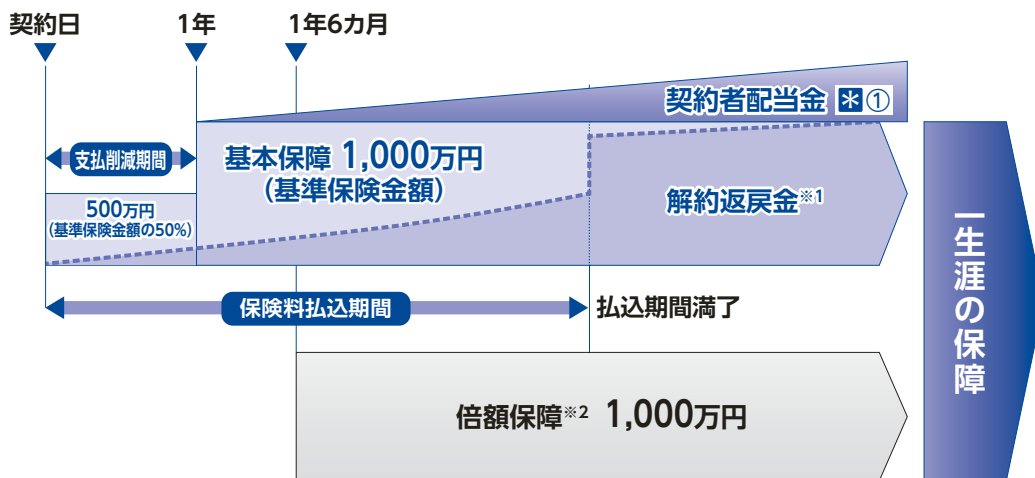 契約日
1年
1年6カ月
契約者配当金 *①
支払削減期間
基本保障 1,000万円
(基準保険金額)
500万円
(基準保険金額の50%)
解約返戻金※1
一生涯の保障
保険料払込期間
払込期間満了
倍額保障※2 1,000万円